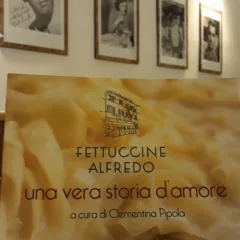 FETTUCCINE
ALFREDO
una vera storia d'amore
a cura di Clementina Pipola